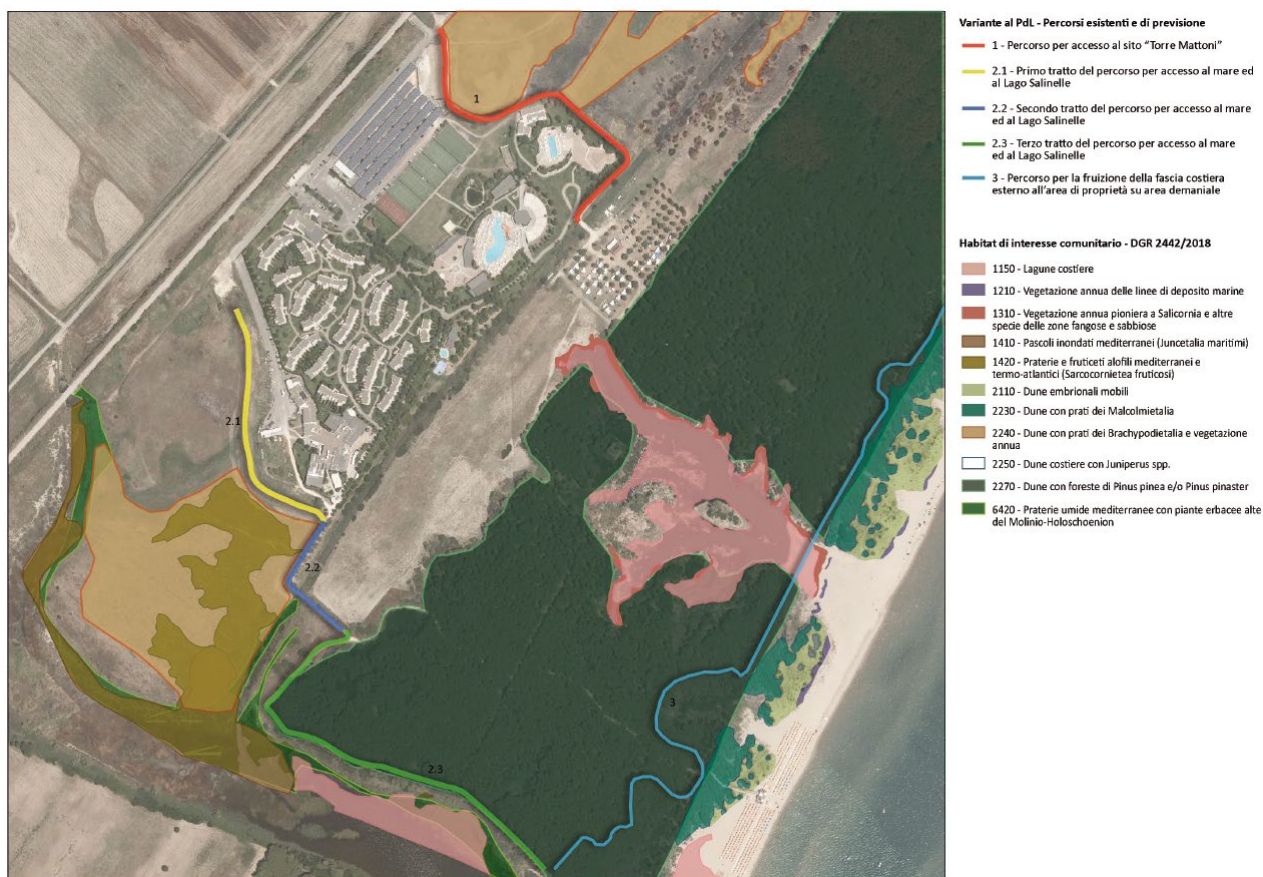 Variante al PdL - Percorsi esistenti e di previsione
1 - Percorso per accesso al sito "Torre Mattoni"
2.1 - Primo tratto del percorso per accesso al mare ed
al Lago Salinelle
2.2 - Secondo tratto del percorso per accesso al mare
ed al Lago Salinelle
2.3 - Terzo tratto del percorso per accesso al mare
ed al Lago Salinelle
3 - Percorso per la fruizione della fascia costiera
esterno all'area di proprietà su area demaniale
Habitat di interesse comunitario - DGR 2442/2018
1150 - Lagune costiere
1210 - Vegetazione annua delle linee di deposito marine
1310 - Vegetazione annua pioniera a Salicornia e altre
specie delle zone fangose e sabbiose
1410 - Pascoli inondati mediterranei (Juncetalia maritimi)
1420 - Praterie e fruticeti alofili mediterranei e
termo-atlantici (Sarcocornietea fruticosi)
2110 - Dune embrionali mobili
2230 - Dune con prati dei Malcolmietalia
2240 - Dune con prati dei Brachypodietalia e vegetazione
annua
2250 - Dune costiere con Juniperus spp.
2270 - Dune con foreste di Pinus pinea e/o Pinus pinaster
6420 - Praterie umide mediterranee con piante erbacee alte
del Molinio-Holoschoenion
1
2.1
2.2
2.3
3